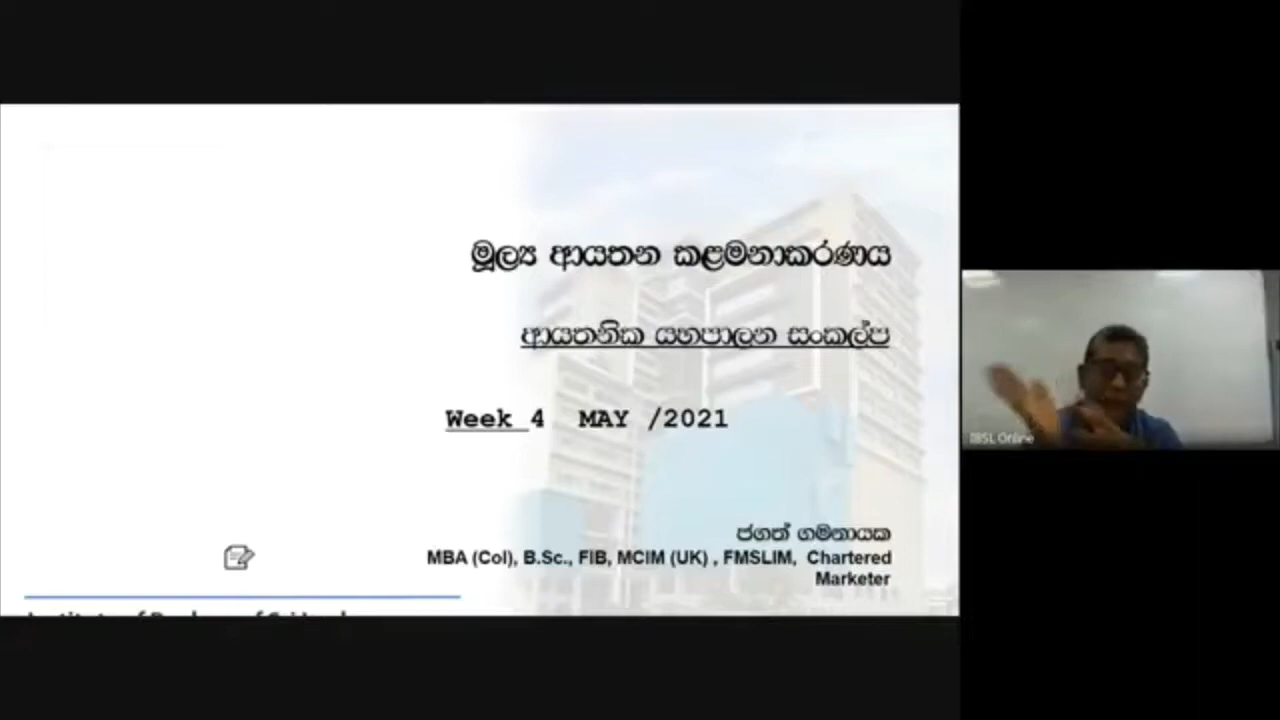 මූල්‍ය ආයතන කළමනාකරණය
ආයතනික යහපාලන සංකල්ප
Week 4 MAY /2021
ජගත් ගමනායක
MBA (Col), B.Sc., FIB, MCIM (UK) , FMSLIM, Chartered
Marketer
IBSL Online